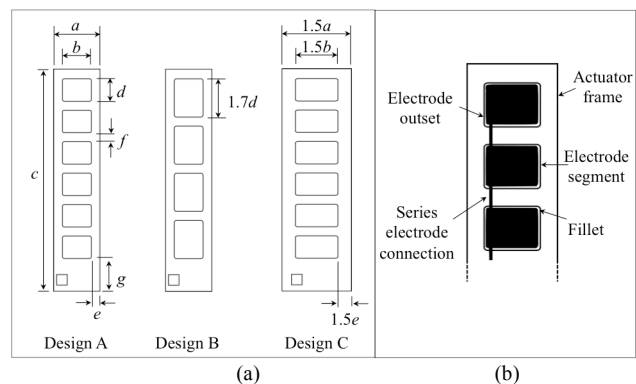 a
b
d
f
c
g
e
Design A
1.7d
Design B
1.5a
1.5b
1.5e
Design C
(a)
Electrode
outset
Actuator
frame
Electrode
segment
Series
electrode
connection
Fillet
(b)